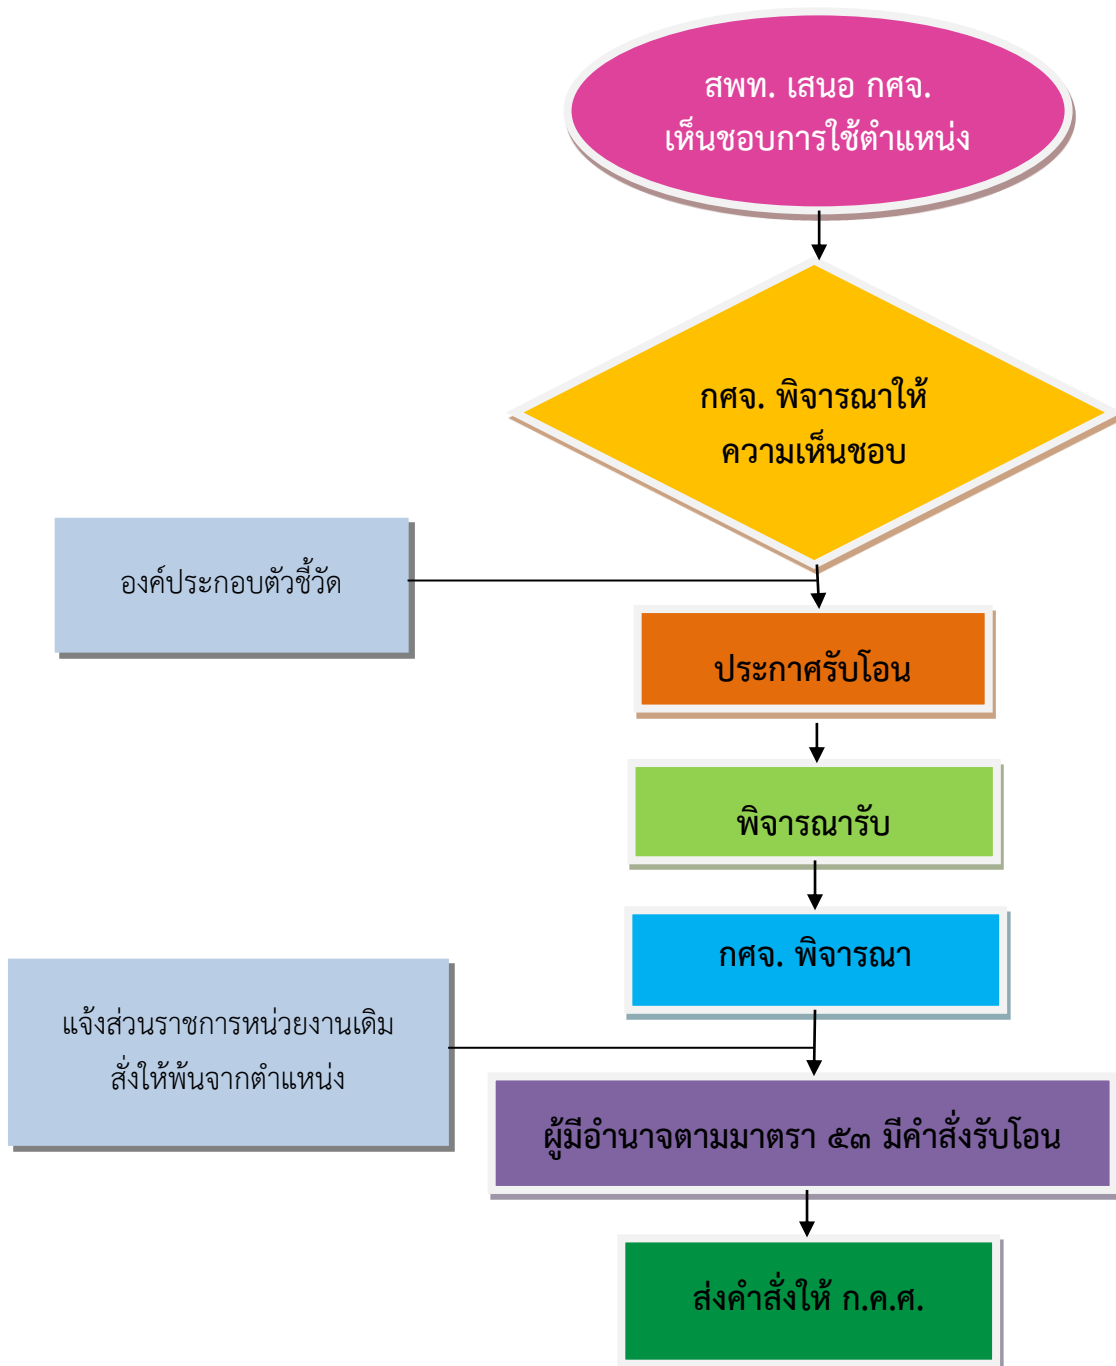 สพท. เสนอ กศจ.
เห็นชอบการใช้ตำแหน่ง
กศจ. พิจารณาให้
ความเห็นชอบ
องค์ประกอบตัวชี้วัด
ประกาศรับโอน
พิจารณารับ
กศจ. พิจารณา
แจ้งส่วนราชการหน่วยงานเดิม
สั่งให้พ้นจากตำแหน่ง
ผู้มีอำนาจตามมาตรา ๕๓ มีคำสั่งรับโอน
ส่งคำสั่งให้ ก.ค.ศ.